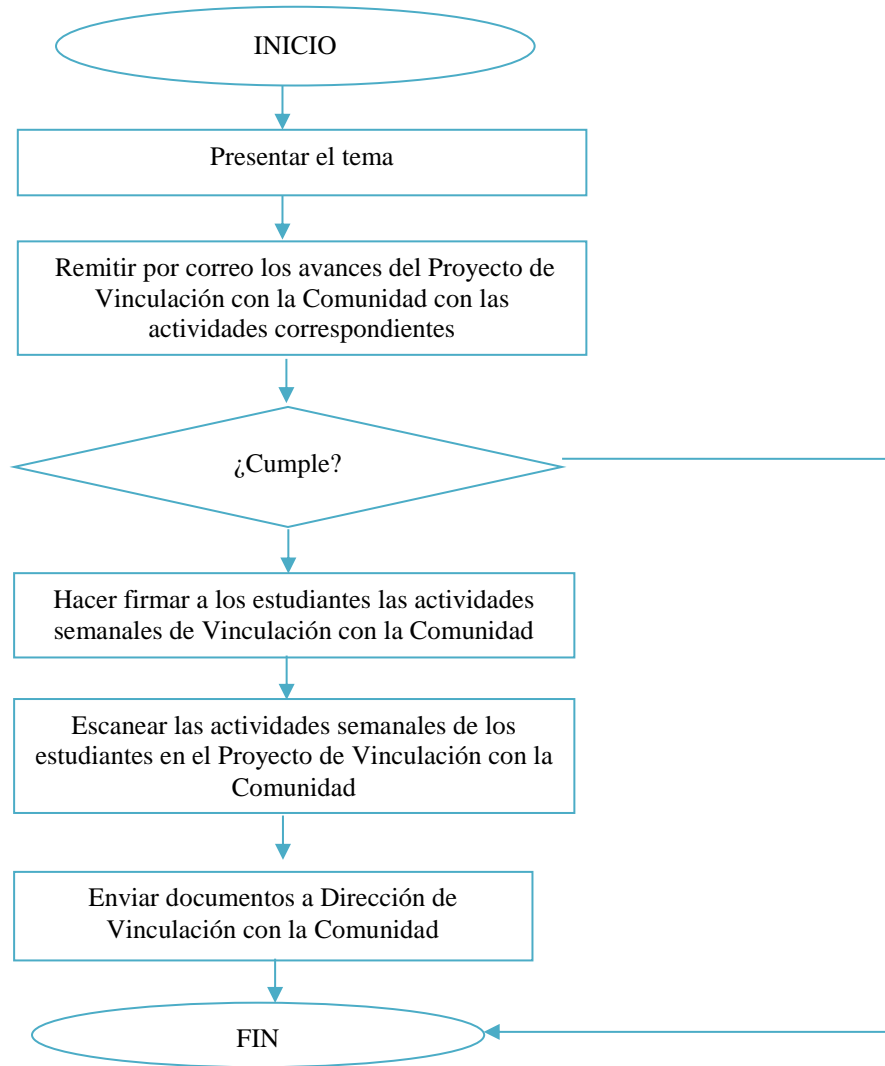 INICIO
Presentar el tema
Remitir por correo los avances del Proyecto de
Vinculación con la Comunidad con las
actividades correspondientes
¿Cumple?
Hacer firmar a los estudiantes las actividades
semanales de Vinculación con la Comunidad
Escanear las actividades semanales de los
estudiantes en el Proyecto de Vinculación con la
Comunidad
Enviar documentos a Dirección de
Vinculación con la Comunidad
FIN